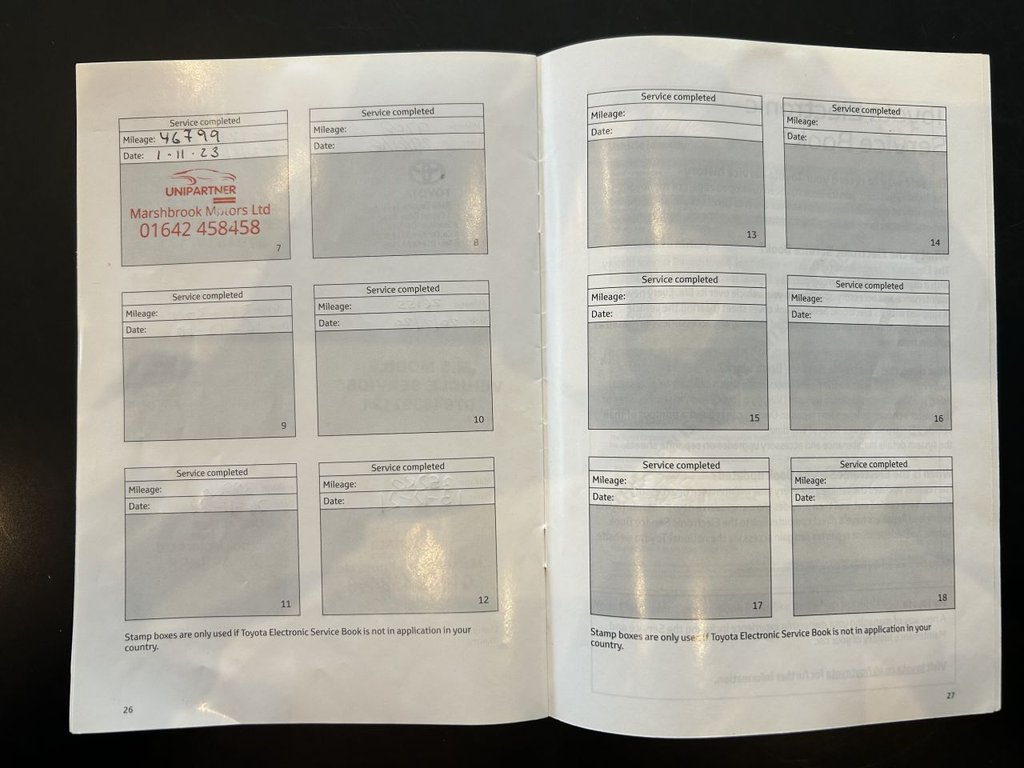 Service completed
Mileage: 46799
Date: 1-11-23
UNIPARTNER
Marshbrook Motors Ltd
01642 458458
7
Service completed
Mileage:
Date:
8
Service completed
Mileage:
Date:
9
Service completed
Mileage:
Date:
10
Service completed
Mileage:
Date:
11
Service completed
Mileage:
Date:
12
Stamp boxes are only used if Toyota Electronic Service Book is not in application in your
country.
26
Service completed
Mileage:
Date:
13
Service completed
Mileage:
Date:
14
Service completed
Mileage:
Date:
15
Service completed
Mileage:
Date:
16
Service completed
Mileage:
Date:
17
Service completed
Mileage:
Date:
18
Stamp boxes are only used if Toyota Electronic Service Book is not in application in your
country.
27